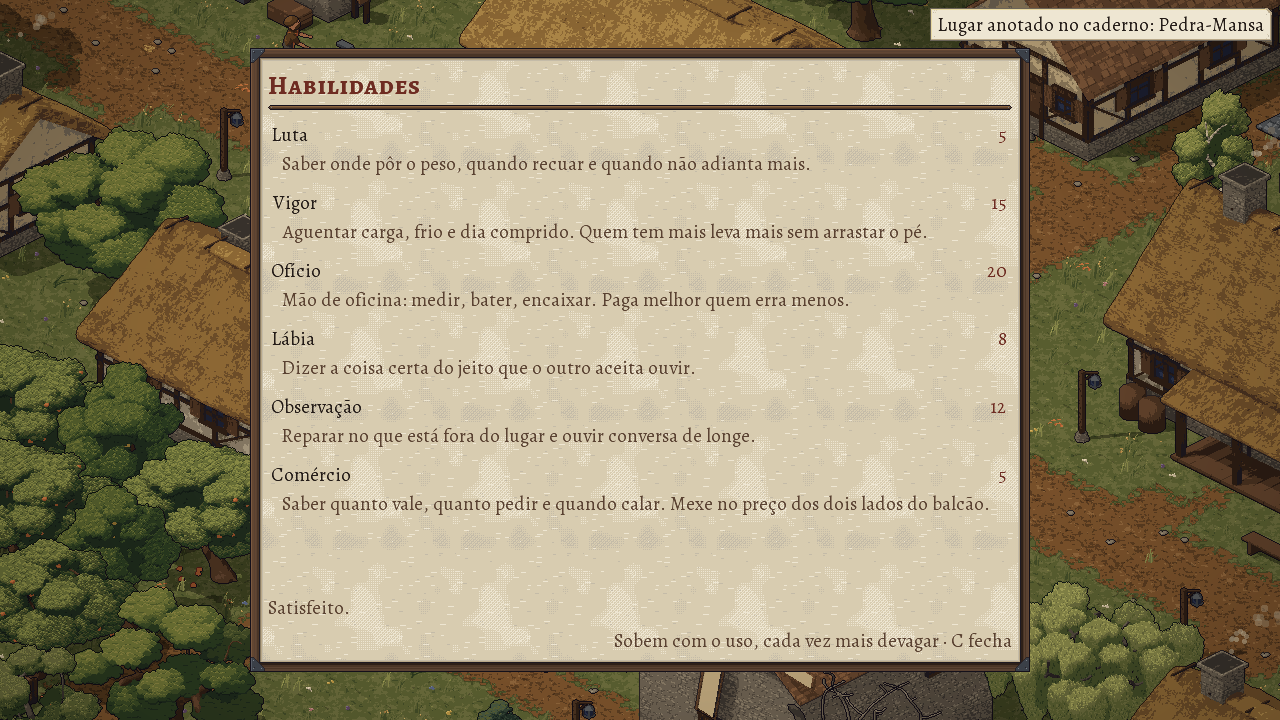 Lugar anotado no caderno: Pedra-Mansa
Habilidades
Luta 5
Saber onde pôr o peso, quando recuar e quando não adianta mais.
Vigor 15
Aguentar carga, frio e dia comprido. Quem tem mais leva mais sem arrastar o pé.
Ofício 20
Mão de oficina: medir, bater, encaixar. Paga melhor quem erra menos.
Lábia 8
Dizer a coisa certa do jeito que o outro aceita ouvir.
Observação 12
Reparar no que está fora do lugar e ouvir conversa de longe.
Comércio 5
Saber quanto vale, quanto pedir e quando calar. Mexe no preço dos dois lados do balcão.
Satisfeito.
Sobem com o uso, cada vez mais devagar · C fecha